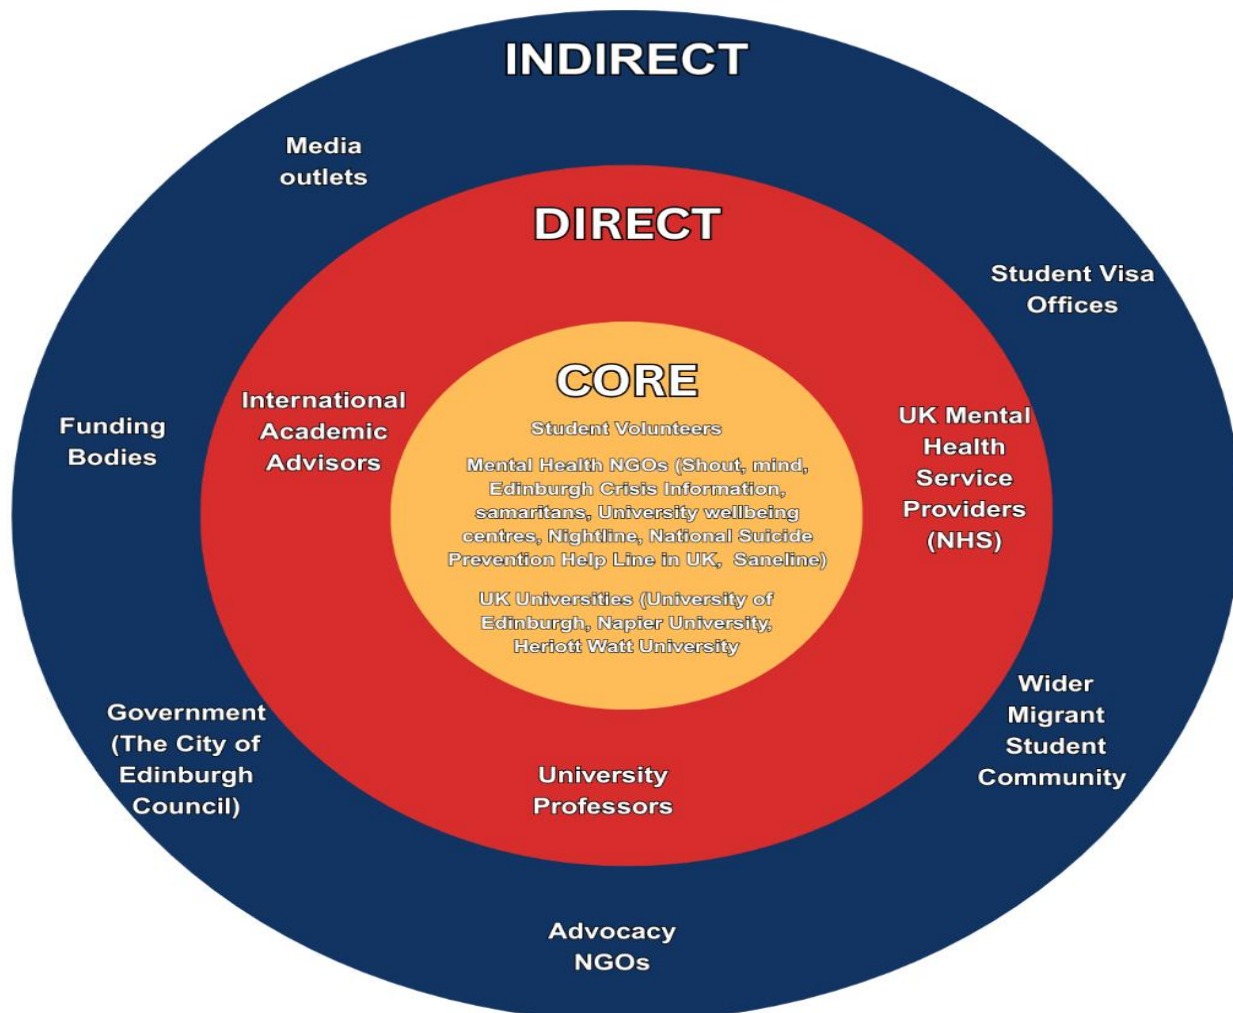 INDIRECT
Media
outlets
DIRECT
Student Visa
Offices
CORE
International
Academic
Advisors
Funding
Bodies
UK Mental
Health
Service
Providers
(NHS)
Student Volunteers
Mental Health NGOs (Shout, mind,
Edinburgh Crisis Information,
samaritans, University wellbeing
centres, Nightline, National Suicide
Prevention Help Line in UK, Saneline)
UK Universities (University of
Edinburgh, Napier University,
Heriott Watt University
Government
(The City of
Edinburgh
Council)
Wider
Migrant
Student
Community
University
Professors
Advocacy
NGOs